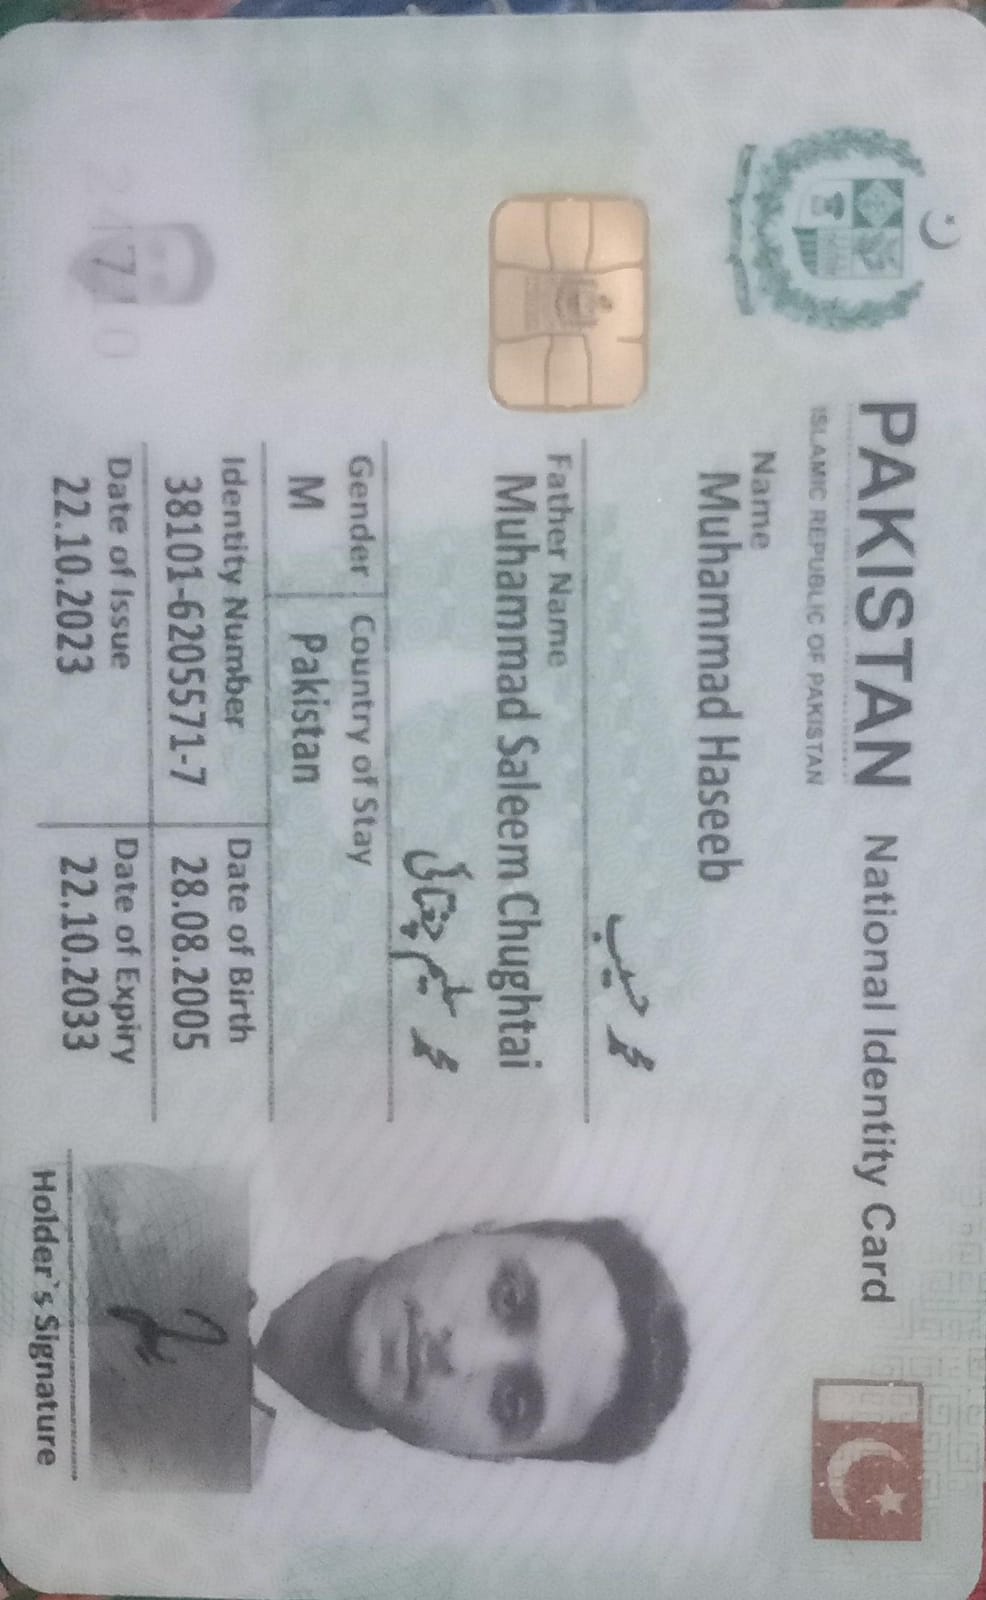 PAKISTAN National Identity Card
ISLAMIC REPUBLIC OF PAKISTAN
Name
Muhammad Haseeb
محمد حسیب
Father Name
Muhammad Saleem Chughtai
محمد سلیم چغتائی
Gender Country of Stay
M Pakistan
Identity Number Date of Birth
38101-6205571-7 28.08.2005
Date of Issue Date of Expiry
22.10.2023 22.10.2033
Holder's Signature